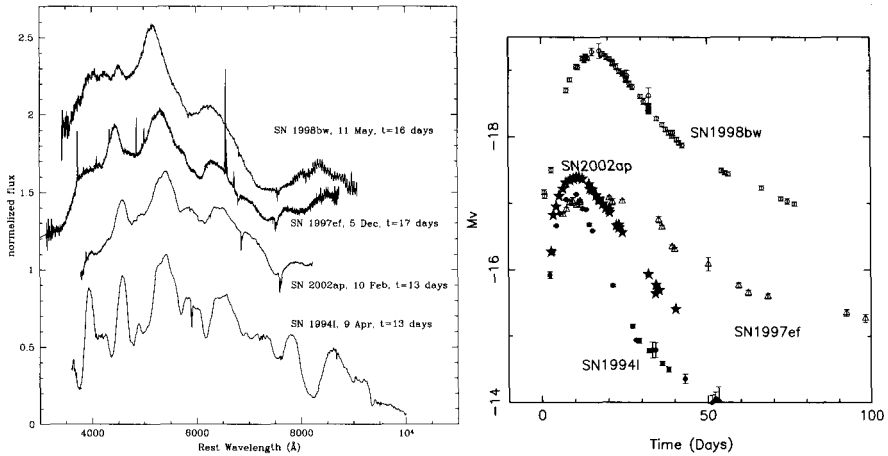 2.5
2
1.5
1
0.5
0
normalized flux
SN 1998bw, 11 May, t=16 days
SN 1997ef, 5 Dec, t=17 days
SN 2002ap, 10 Feb, t=13 days
SN 1994I, 9 Apr, t=13 days
4000 6000 8000 10⁴
Rest Wavelength (Å)
-18
-16
-14
Mv
SN1998bw
SN2002ap
SN1997ef
SN1994I
0 50 100
Time (Days)